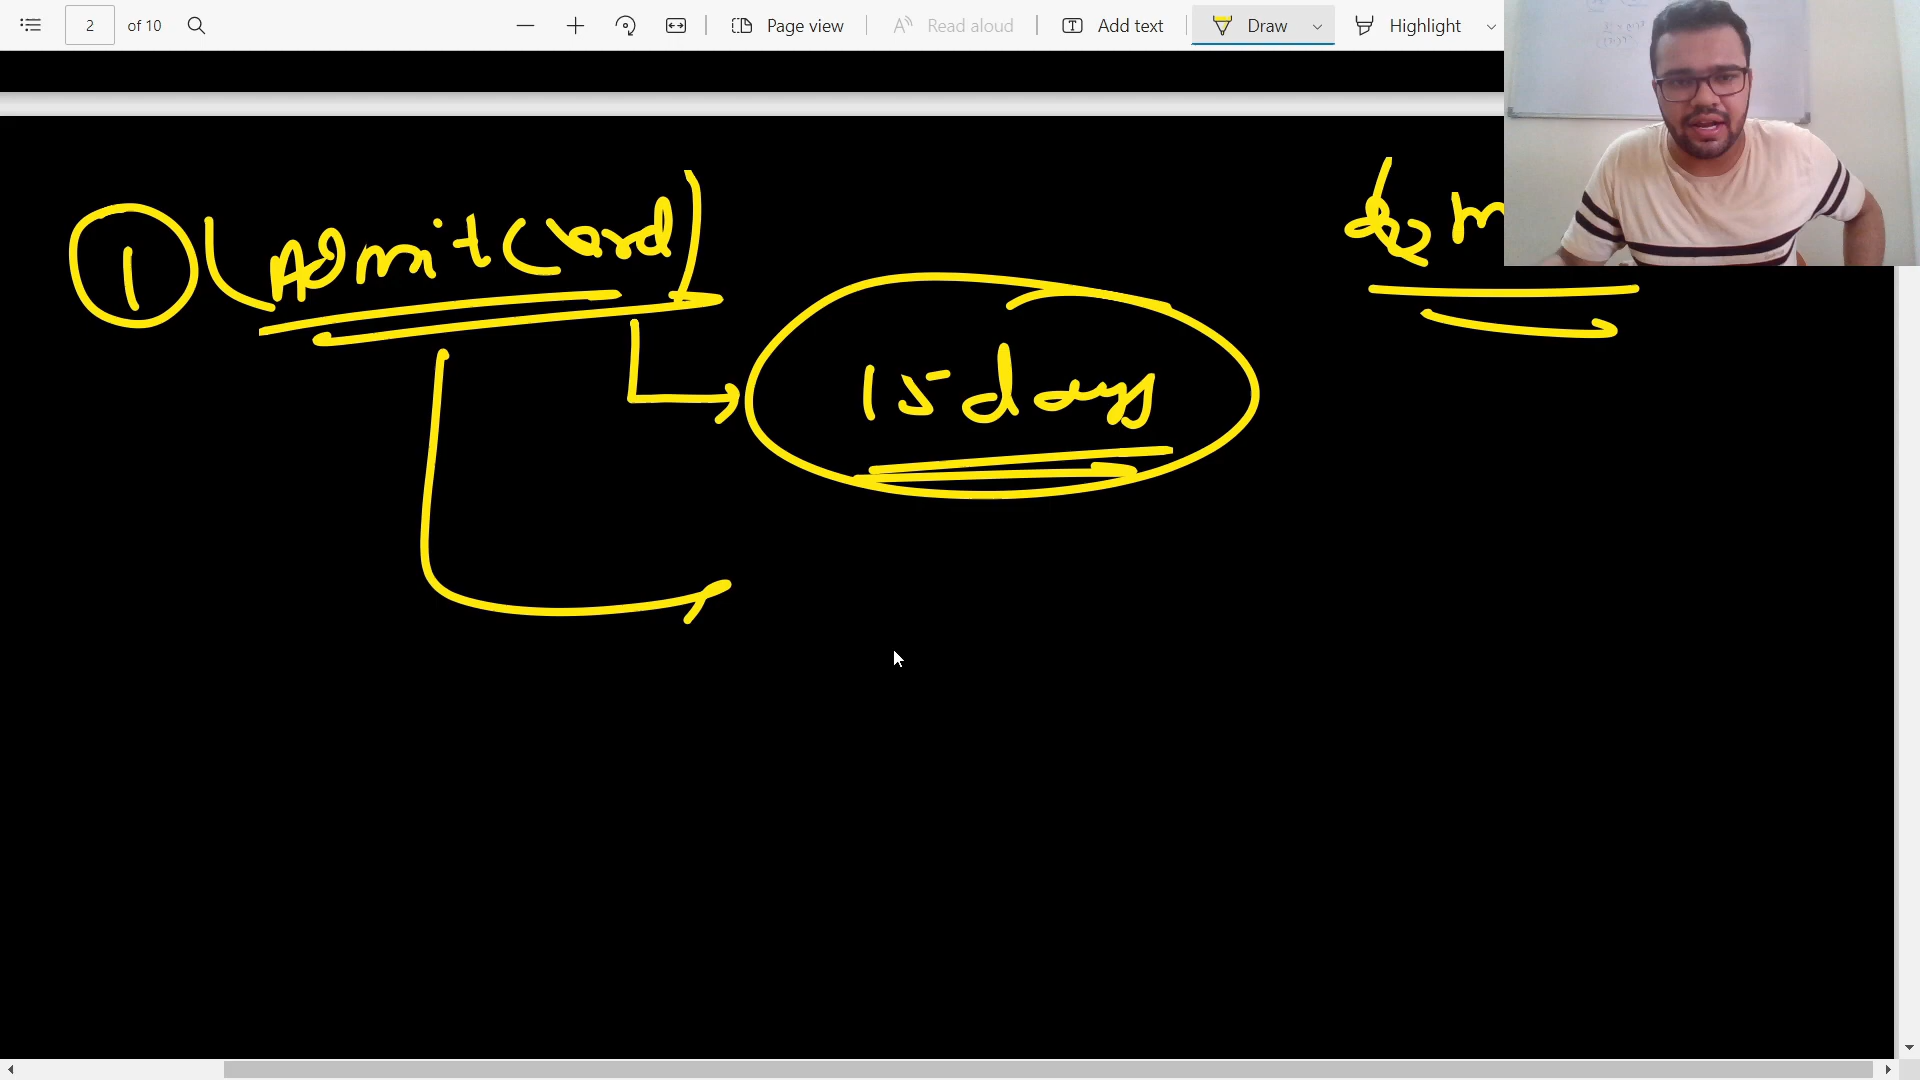 2 of 10 Page view Read aloud Add text Draw Highlight
1 (Admit Card)
15 days